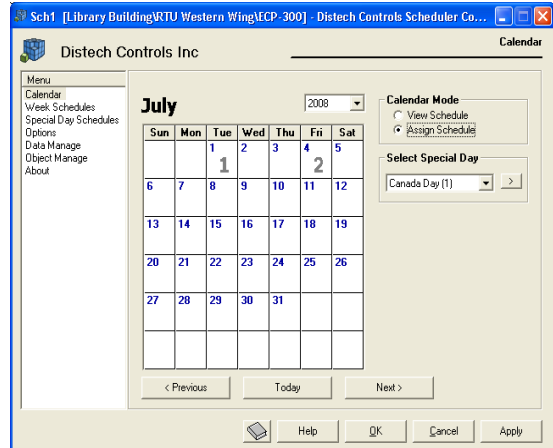 Sch1 [Library Building\RTU Western Wing\ECP-300] - Distech Controls Scheduler Co...
Distech Controls Inc
Calendar
Menu
Calendar
Week Schedules
Special Day Schedules
Options
Data Manage
Object Manage
About
July
2008
Sun Mon Tue Wed Thu Fri Sat
1 2 3 4 5
1 2
6 7 8 9 10 11 12
13 14 15 16 17 18 19
20 21 22 23 24 25 26
27 28 29 30 31
< Previous
Today
Next >
Calendar Mode
View Schedule
Assign Schedule
Select Special Day
Canada Day (1)
>
Help
OK
Cancel
Apply